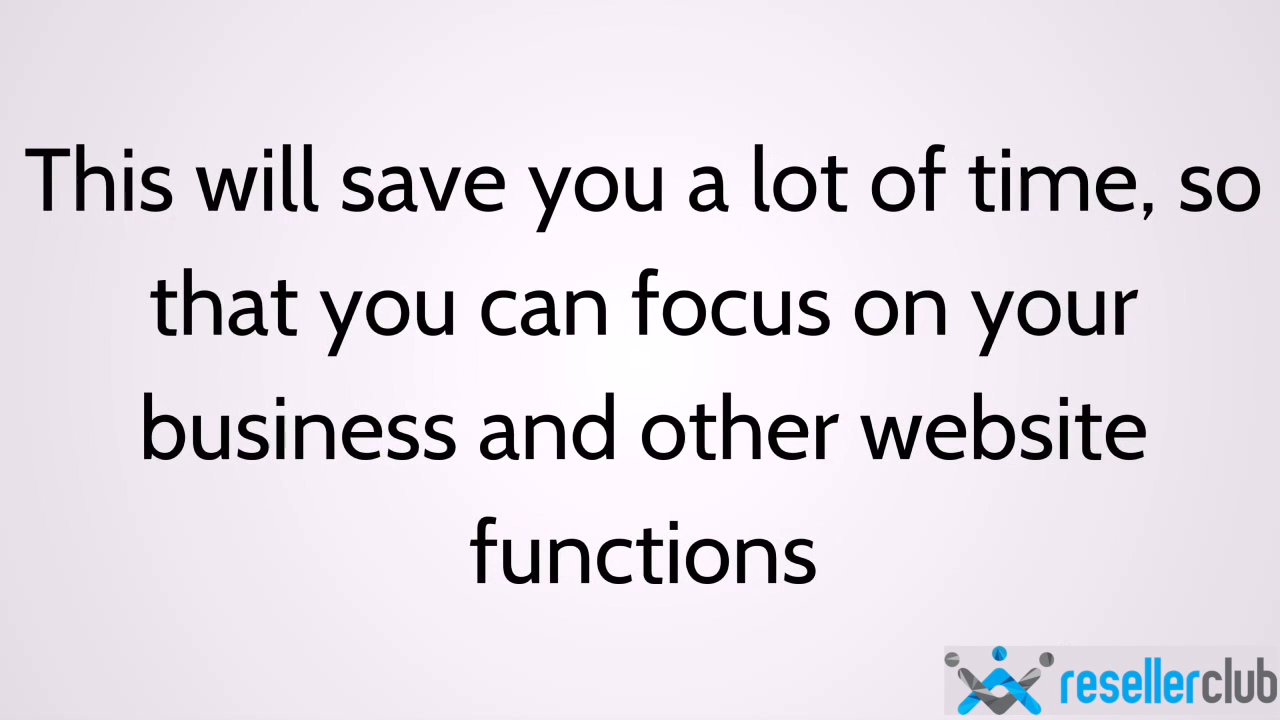 This will save you a lot of time, so
that you can focus on your
business and other website
functions
resellerclub